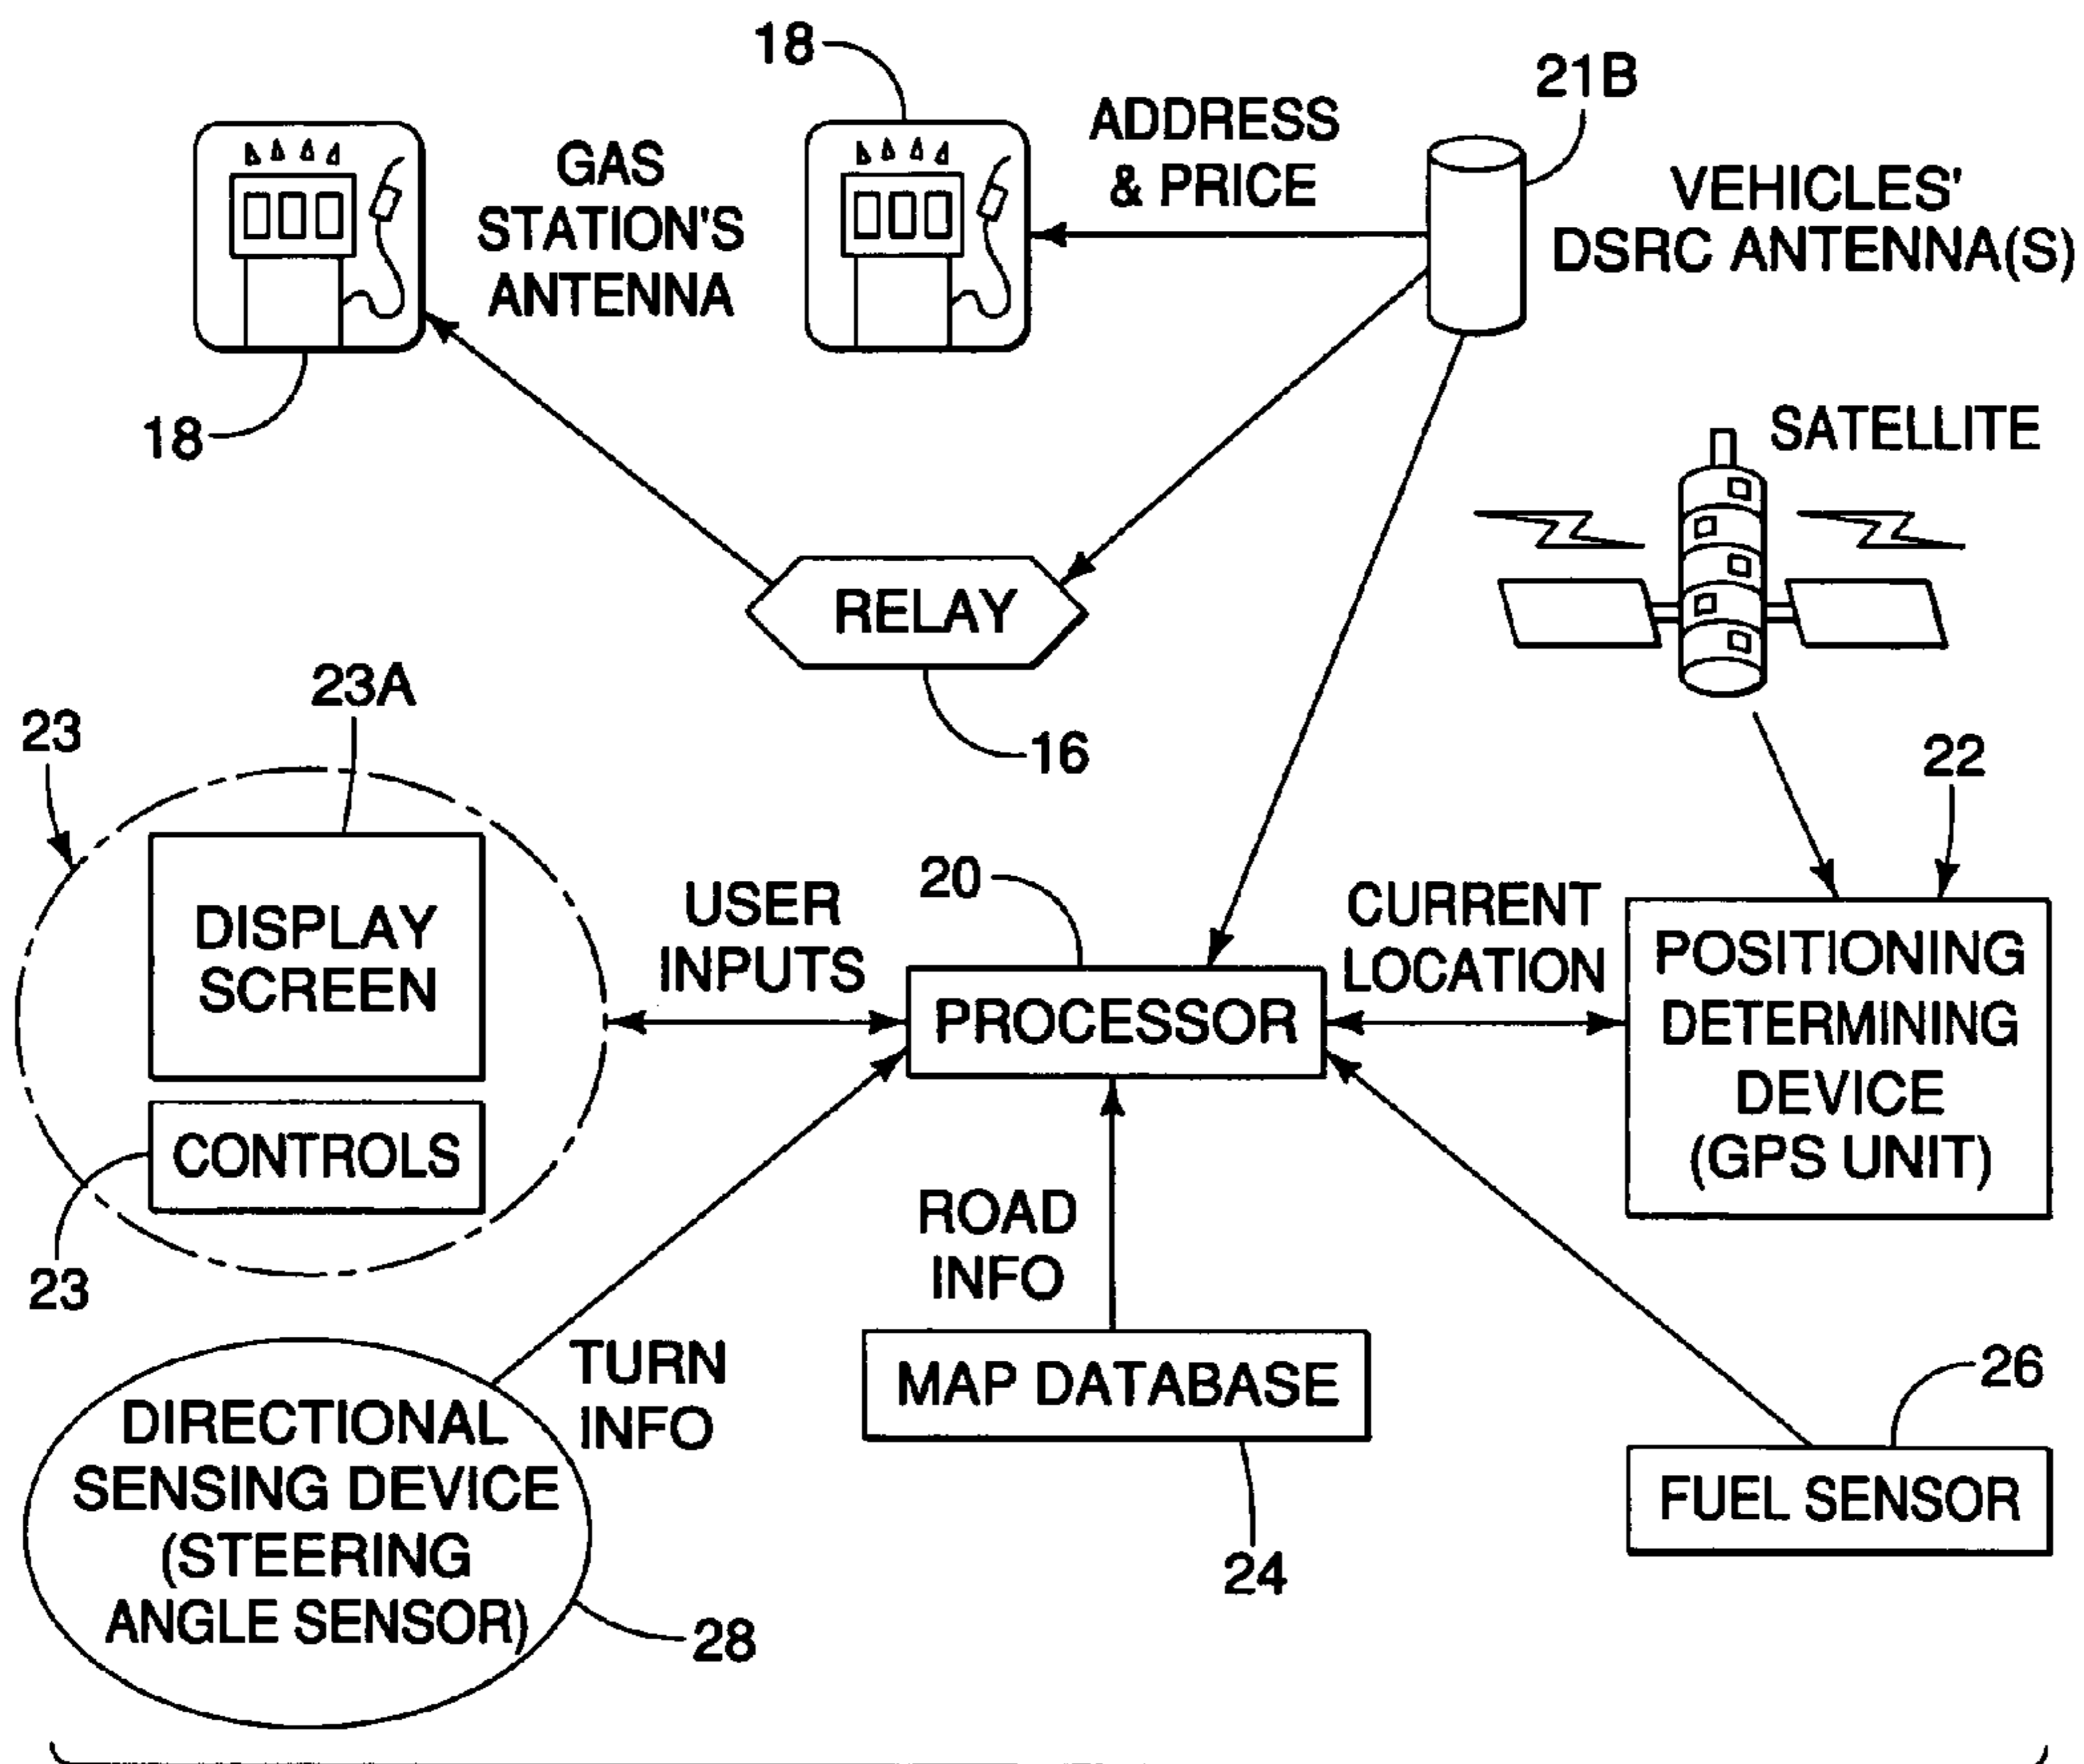 18
21B
ADDRESS
& PRICE
GAS
STATION'S
ANTENNA
VEHICLES'
DSRC ANTENNA(S)
18
SATELLITE
RELAY
16
23A
23
22
DISPLAY
SCREEN
USER
INPUTS
20
CURRENT
LOCATION
PROCESSOR
POSITIONING
DETERMINING
DEVICE
(GPS UNIT)
CONTROLS
23
ROAD
INFO
TURN
INFO
MAP DATABASE
24
26
FUEL SENSOR
DIRECTIONAL
SENSING DEVICE
(STEERING
ANGLE SENSOR)
28